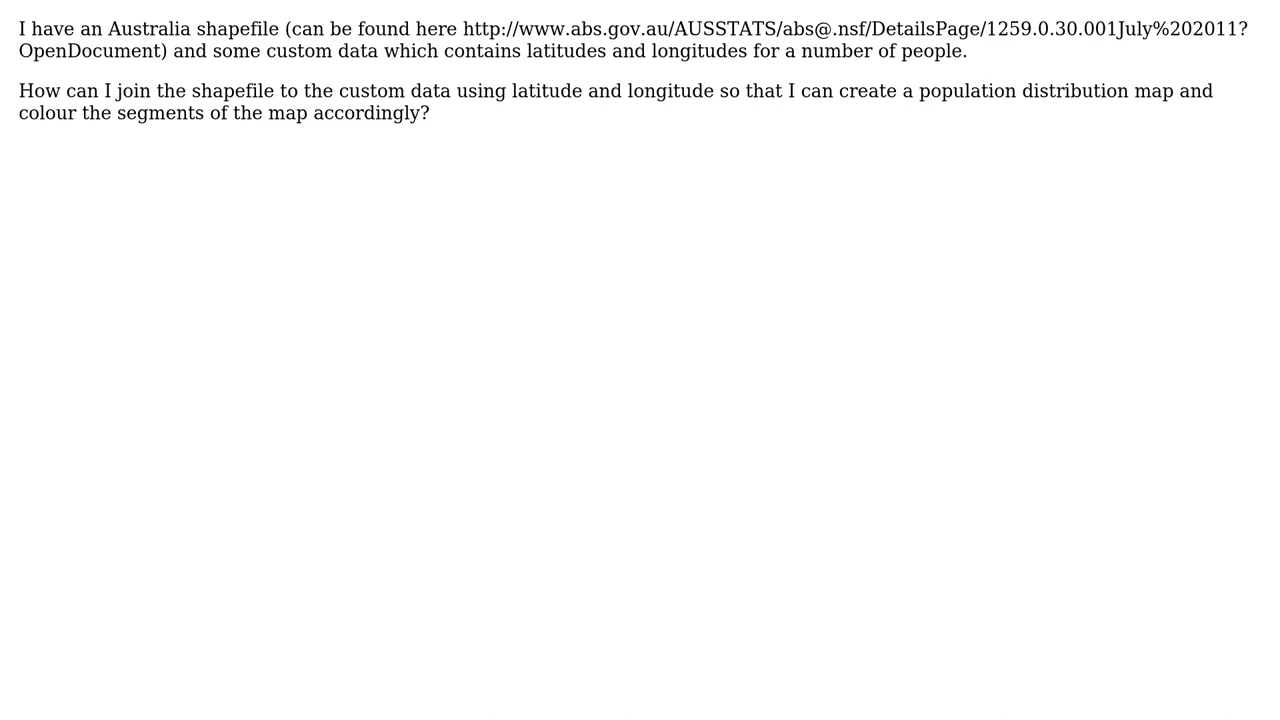 I have an Australia shapefile (can be found here http://www.abs.gov.au/AUSSTATS/abs@.nsf/DetailsPage/1259.0.30.001July%202011?
OpenDocument) and some custom data which contains latitudes and longitudes for a number of people.
How can I join the shapefile to the custom data using latitude and longitude so that I can create a population distribution map and
colour the segments of the map accordingly?